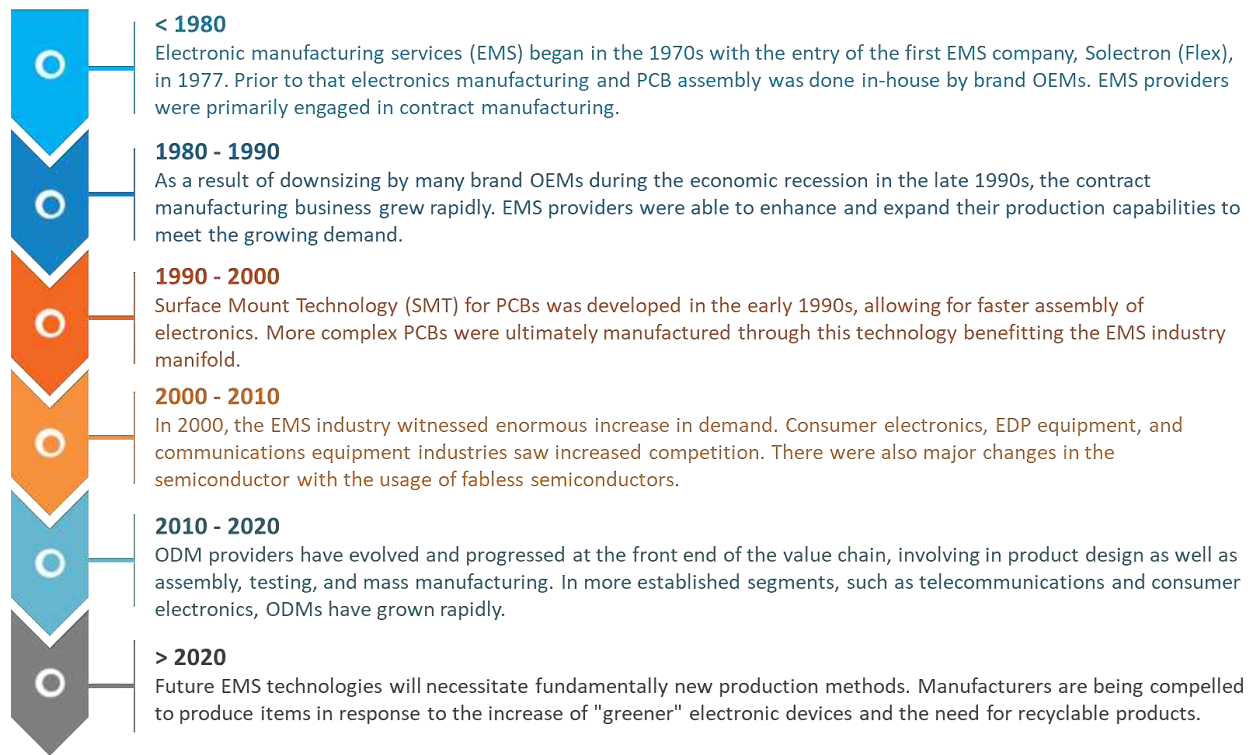 < 1980
Electronic manufacturing services (EMS) began in the 1970s with the entry of the first EMS company, Solectron (Flex),
in 1977. Prior to that electronics manufacturing and PCB assembly was done in-house by brand OEMs. EMS providers
were primarily engaged in contract manufacturing.
1980 - 1990
As a result of downsizing by many brand OEMs during the economic recession in the late 1990s, the contract
manufacturing business grew rapidly. EMS providers were able to enhance and expand their production capabilities to
meet the growing demand.
1990 - 2000
Surface Mount Technology (SMT) for PCBs was developed in the early 1990s, allowing for faster assembly of
electronics. More complex PCBs were ultimately manufactured through this technology benefitting the EMS industry
manifold.
2000 - 2010
In 2000, the EMS industry witnessed enormous increase in demand. Consumer electronics, EDP equipment, and
communications equipment industries saw increased competition. There were also major changes in the
semiconductor with the usage of fabless semiconductors.
2010 - 2020
ODM providers have evolved and progressed at the front end of the value chain, involving in product design as well as
assembly, testing, and mass manufacturing. In more established segments, such as telecommunications and consumer
electronics, ODMs have grown rapidly.
> 2020
Future EMS technologies will necessitate fundamentally new production methods. Manufacturers are being compelled
to produce items in response to the increase of "greener" electronic devices and the need for recyclable products.